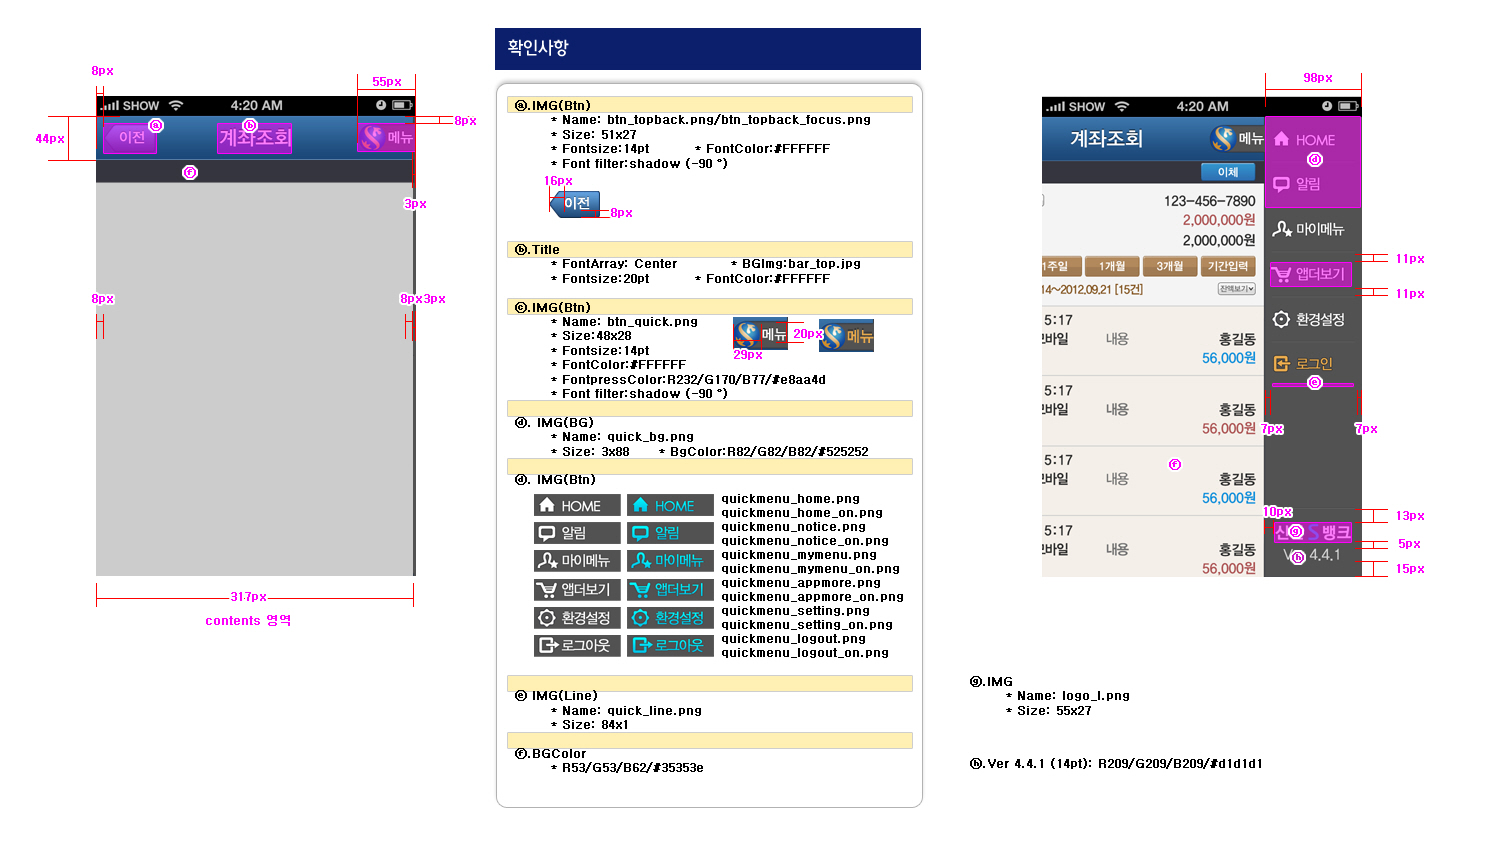 8px
55px
SHOW 4:20 AM
44px
8px
ⓐ
ⓑ
이전
계좌조회
메뉴
ⓕ
3px
8px
8px3px
317px
contents 영역
확인사항
ⓐ.IMG(Btn)
* Name: btn_topback.png/btn_topback_focus.png
* Size: 51x27
* Fontsize:14pt * FontColor:#FFFFFF
* Font filter:shadow (-90 °)
16px
이전
8px
ⓑ.Title
* FontArray: Center * BGImg:bar_top.jpg
* Fontsize:20pt * FontColor:#FFFFFF
ⓒ.IMG(Btn)
* Name: btn_quick.png
* Size:48x28
* Fontsize:14pt
* FontColor:#FFFFFF
* FontpressColor:R232/G170/B77/#e8aa4d
* Font filter:shadow (-90 °)
메뉴
20px
메뉴
29px
ⓓ. IMG(BG)
* Name: quick_bg.png
* Size: 3x88 * BgColor:R82/G82/B82/#525252
ⓓ. IMG(Btn)
HOME HOME
알림 알림
마이메뉴 마이메뉴
앱더보기 앱더보기
환경설정 환경설정
로그아웃 로그아웃
quickmenu_home.png
quickmenu_home_on.png
quickmenu_notice.png
quickmenu_notice_on.png
quickmenu_mymenu.png
quickmenu_mymenu_on.png
quickmenu_appmore.png
quickmenu_appmore_on.png
quickmenu_setting.png
quickmenu_setting_on.png
quickmenu_logout.png
quickmenu_logout_on.png
ⓔ IMG(Line)
* Name: quick_line.png
* Size: 84x1
ⓕ.BGColor
* R53/G53/B62/#35353e
98px
SHOW 4:20 AM
계좌조회
메뉴
이체
123-456-7890
2,000,000원
2,000,000원
1주일 1개월 3개월 기간입력
14~2012.09.21 [15건] 잔액보기
5:17
모바일 내용 홍길동
56,000원
5:17
모바일 내용 홍길동
56,000원
5:17
모바일 내용 홍길동
ⓕ
56,000원
5:17
모바일 내용 홍길동
56,000원
HOME
ⓓ
알림
마이메뉴
앱더보기
환경설정
로그인
ⓔ
11px
11px
7px
7px
10px
13px
ⓖ
S뱅크
5px
ⓗ
4.4.1
15px
ⓖ.IMG
* Name: logo_l.png
* Size: 55x27
ⓗ.Ver 4.4.1 (14pt): R209/G209/B209/#d1d1d1